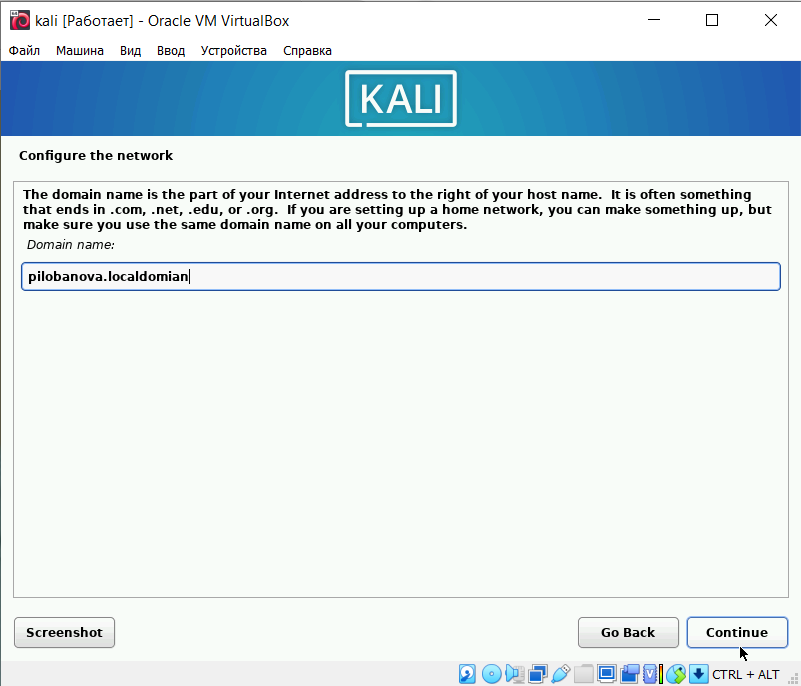 kali [Работает] - Oracle VM VirtualBox
Файл Машина Вид Ввод Устройства Справка
KALI
Configure the network
The domain name is the part of your Internet address to the right of your host name. It is often something
that ends in .com, .net, .edu, or .org. If you are setting up a home network, you can make something up, but
make sure you use the same domain name on all your computers.
Domain name:
pilobanova.localdomian
Screenshot Go Back Continue
CTRL + ALT